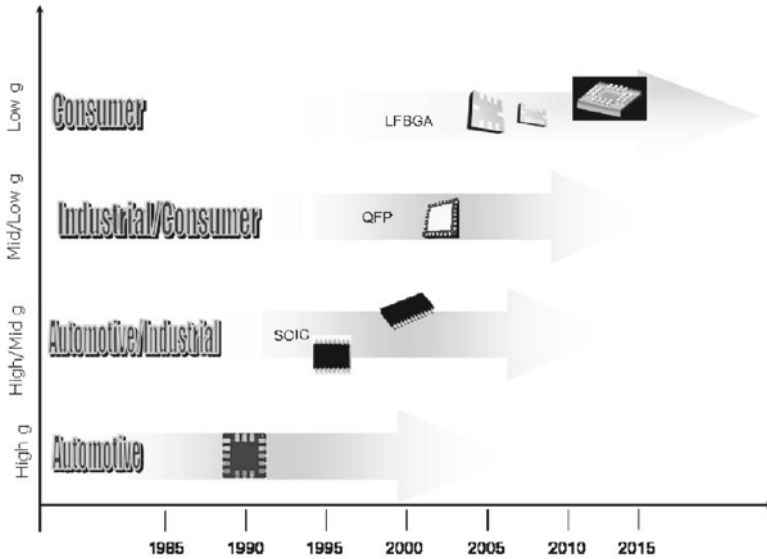 Low g
Consumer
LFBGA
Mid/Low g
Industrial/Consumer
QFP
High/Mid g
Automotive/Industrial
SOIC
High g
Automotive
1985 1990 1995 2000 2005 2010 2015